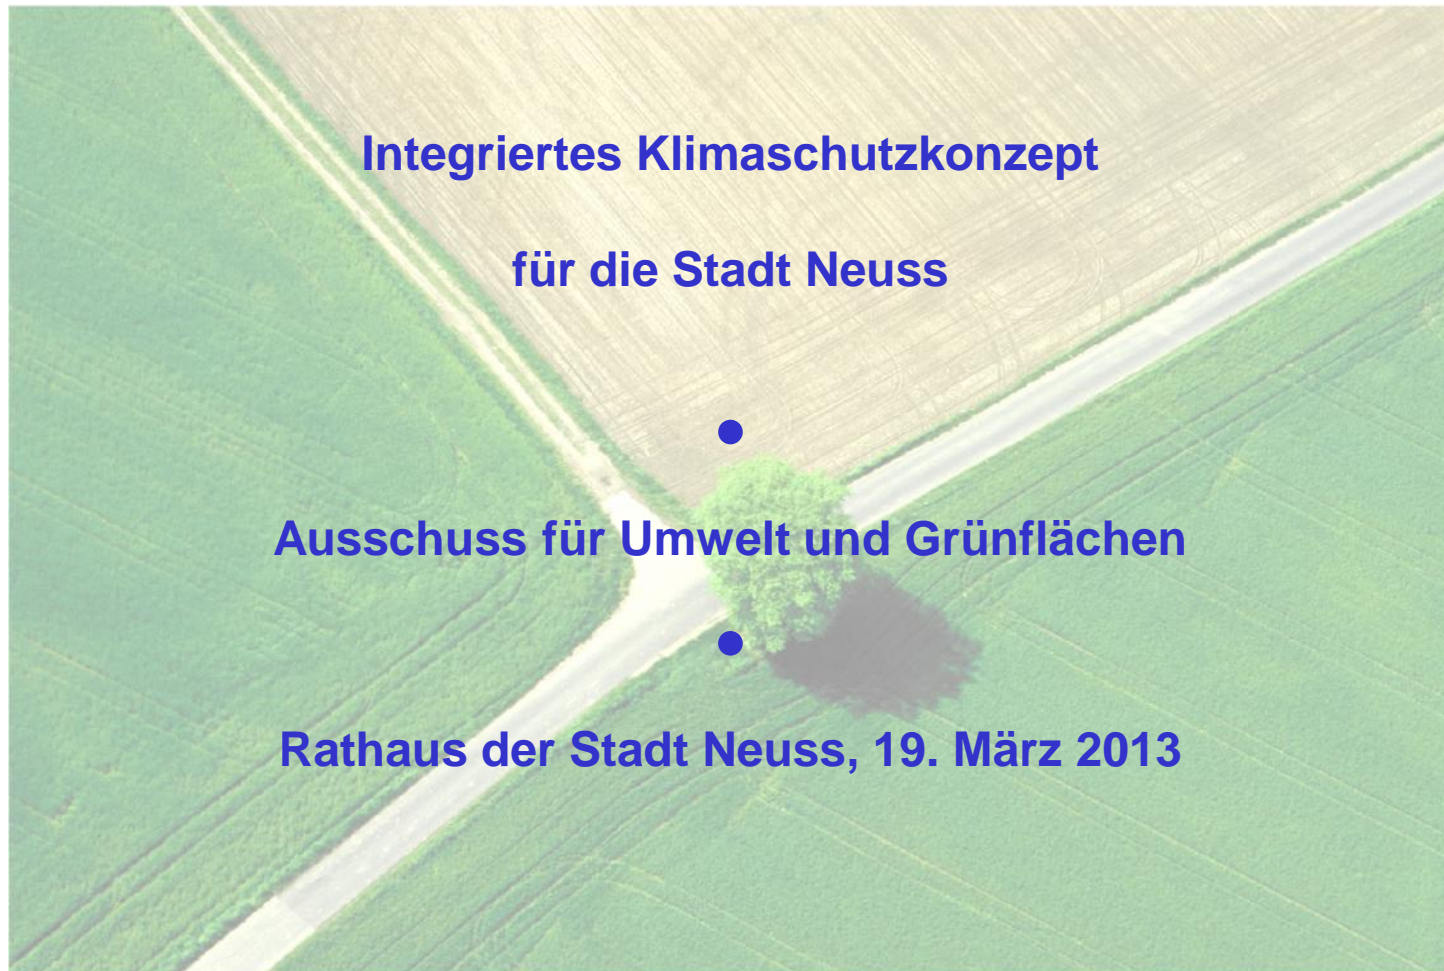 Integriertes Klimaschutzkonzept
für die Stadt Neuss
•
Ausschuss für Umwelt und Grünflächen
•
Rathaus der Stadt Neuss, 19. März 2013